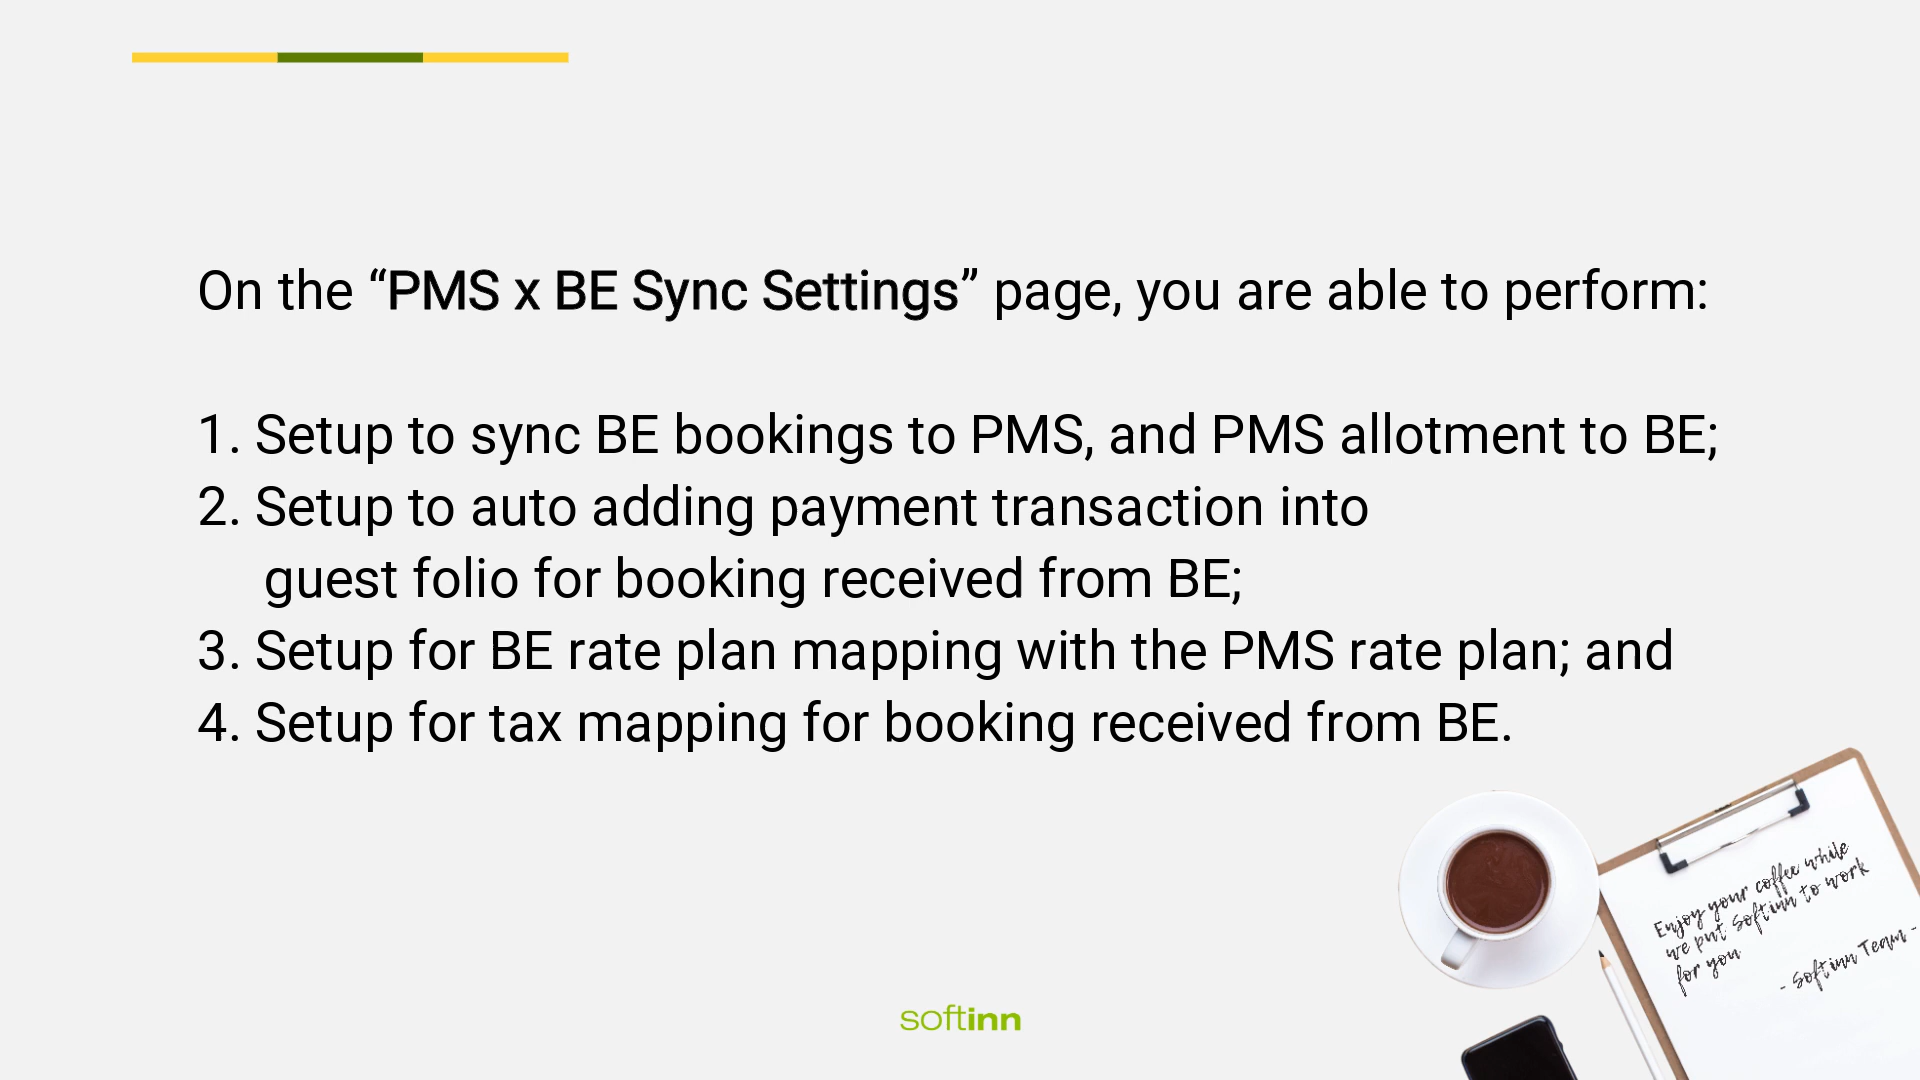 On the “PMS x BE Sync Settings” page, you are able to perform:
1. Setup to sync BE bookings to PMS, and PMS allotment to BE;
2. Setup to auto adding payment transaction into
guest folio for booking received from BE;
3. Setup for BE rate plan mapping with the PMS rate plan; and
4. Setup for tax mapping for booking received from BE.
Enjoy your coffee while
we put Softinn to work
for you
- Softinn Team -
softinn